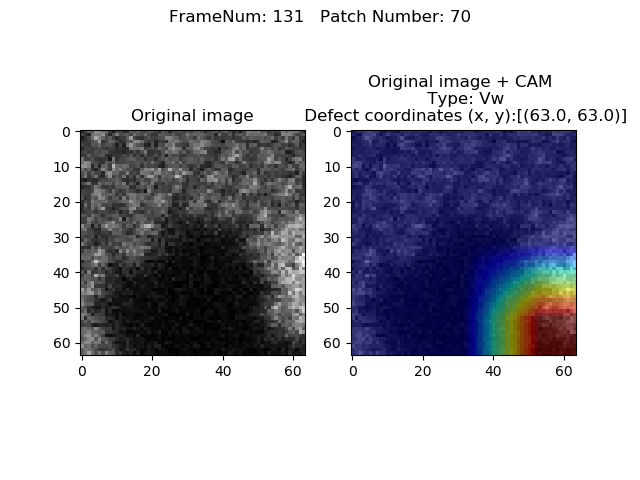 FrameNum: 131   Patch Number: 70
Original image
Original image + CAM
Type: Vw
Defect coordinates (x, y):[(63.0, 63.0)]
0
10
20
30
40
50
60
0 20 40 60
0
10
20
30
40
50
60
0 20 40 60